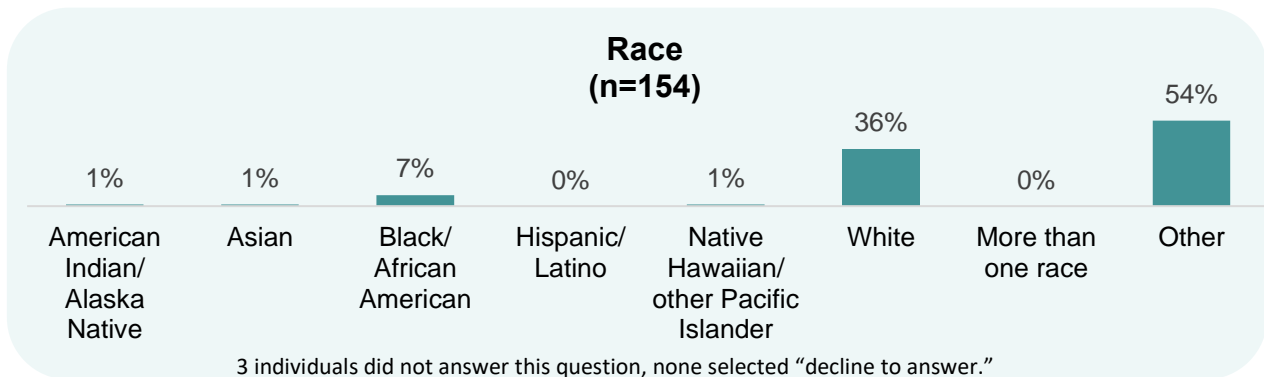 Race
(n=154)
1%
1%
7%
0%
1%
36%
0%
54%
American
Indian/
Alaska
Native
Asian
Black/
African
American
Hispanic/
Latino
Native
Hawaiian/
other Pacific
Islander
White
More than
one race
Other
3 individuals did not answer this question, none selected “decline to answer.”